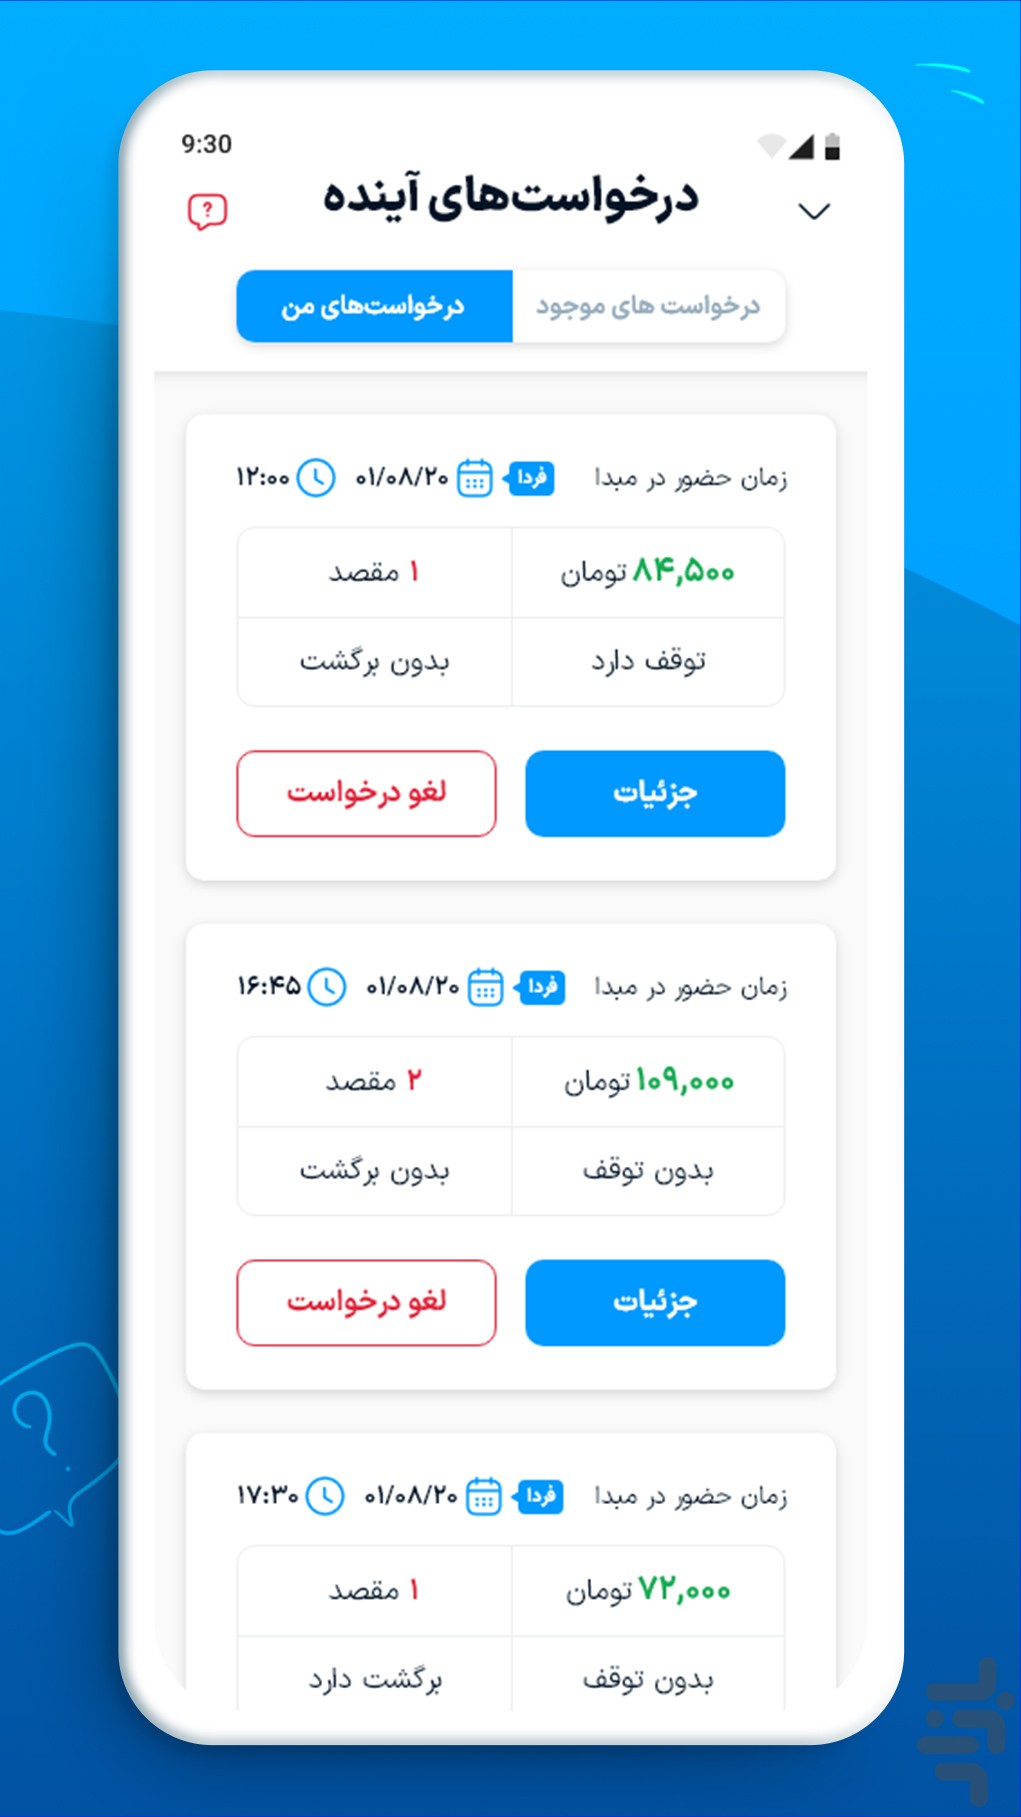 9:30
درخواست‌های آینده
درخواست های موجود درخواست‌های من
زمان حضور در مبدا فردا ۰۱/۰۸/۲۰ ۱۲:۰۰
۸۴,۵۰۰ تومان ۱ مقصد
توقف دارد بدون برگشت
جزئیات لغو درخواست
زمان حضور در مبدا فردا ۰۱/۰۸/۲۰ ۱۶:۴۵
۱۰۹,۰۰۰ تومان ۲ مقصد
بدون توقف بدون برگشت
جزئیات لغو درخواست
زمان حضور در مبدا فردا ۰۱/۰۸/۲۰ ۱۷:۳۰
۷۲,۰۰۰ تومان ۱ مقصد
بدون توقف برگشت دارد
بازار